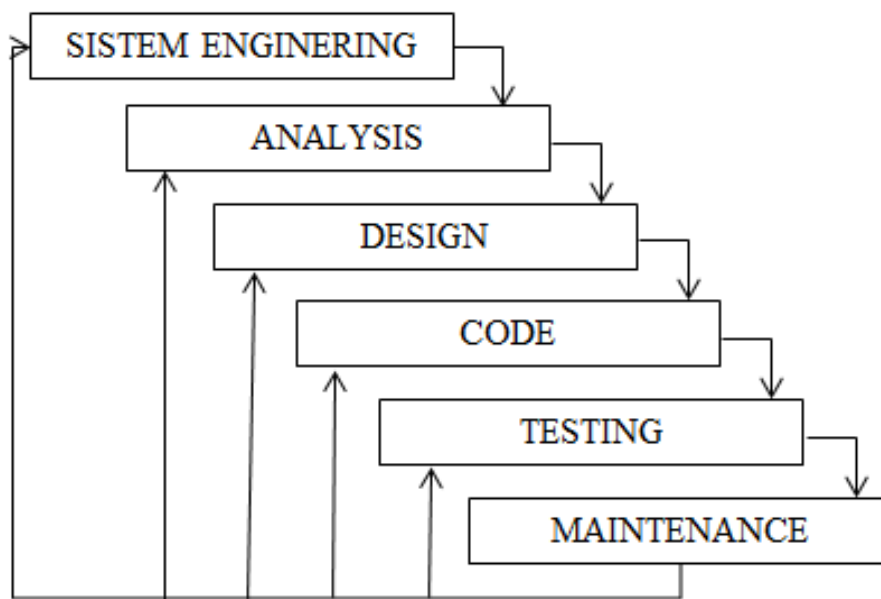 SISTEM ENGINERING
ANALYSIS
DESIGN
CODE
TESTING
MAINTENANCE